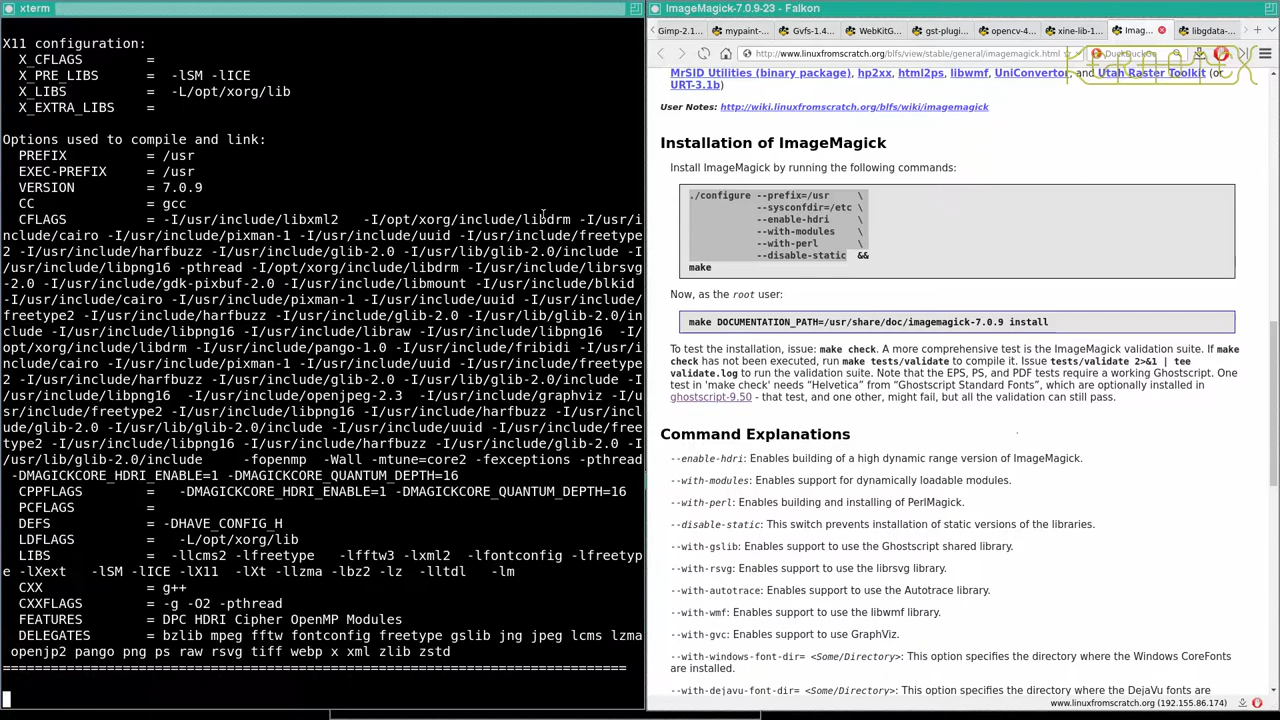 xterm
X11 configuration:
X_CFLAGS        =
X_PRE_LIBS      = -lSM -lICE
X_LIBS          = -L/opt/xorg/lib
X_EXTRA_LIBS    =
Options used to compile and link:
PREFIX          = /usr
EXEC-PREFIX     = /usr
VERSION         = 7.0.9
CC              = gcc
CFLAGS          = -I/usr/include/libxml2   -I/opt/xorg/include/libdrm -I/usr/i
nclude/cairo -I/usr/include/pixman-1 -I/usr/include/uuid -I/usr/include/freetype
2 -I/usr/include/harfbuzz -I/usr/include/glib-2.0 -I/usr/lib/glib-2.0/include -I
/usr/include/libpng16 -pthread -I/opt/xorg/include/libdrm -I/usr/include/librsvg
-2.0 -I/usr/include/gdk-pixbuf-2.0 -I/usr/include/libmount -I/usr/include/blkid
-I/usr/include/cairo -I/usr/include/pixman-1 -I/usr/include/uuid -I/usr/include/
freetype2 -I/usr/include/harfbuzz -I/usr/include/glib-2.0 -I/usr/lib/glib-2.0/in
clude -I/usr/include/libpng16   -I/usr/include/libraw -I/usr/include/libpng16  -I/
opt/xorg/include/libdrm -I/usr/include/pango-1.0 -I/usr/include/fribidi -I/usr/i
nclude/cairo -I/usr/include/pixman-1 -I/usr/include/uuid -I/usr/include/freetype
2 -I/usr/include/harfbuzz -I/usr/include/glib-2.0 -I/usr/lib/glib-2.0/include -I
/usr/include/libpng16 -I/usr/include/openjpeg-2.3  -I/usr/include/graphviz -I/u
sr/include/freetype2 -I/usr/include/libpng16 -I/usr/include/harfbuzz -I/usr/incl
ude/glib-2.0 -I/usr/lib/glib-2.0/include -I/usr/include/uuid -I/usr/include/free
type2 -I/usr/include/libpng16 -I/usr/include/harfbuzz -I/usr/include/glib-2.0 -I
/usr/lib/glib-2.0/include     -fopenmp  -Wall -mtune=core2 -fexceptions -pthread
-DMAGICKCORE_HDRI_ENABLE=1 -DMAGICKCORE_QUANTUM_DEPTH=16
CPPFLAGS        =   -DMAGICKCORE_HDRI_ENABLE=1 -DMAGICKCORE_QUANTUM_DEPTH=16
PCFLAGS         =
DEFS            = -DHAVE_CONFIG_H
LDFLAGS         =   -L/opt/xorg/lib
LIBS            =  -llcms2 -lfreetype   -lfftw3 -lxml2  -lfontconfig -lfreetyp
e -lXext   -lSM -lICE -lX11  -lXt -llzma -lbz2 -lz  -lltdl  -lm
CXX             = g++
CXXFLAGS        = -g -O2 -pthread
FEATURES        = DPC HDRI Cipher OpenMP Modules
DELEGATES       = bzlib mpeg fftw fontconfig freetype gslib jng jpeg lcms lzma
openjp2 pango png ps raw rsvg tiff webp x xml zlib zstd
==============================================================================
ImageMagick-7.0.9-23 - Falkon
Gimp-2.1... mypaint-... Gvfs-1.4... WebKitG... gst-plug... opencv-4... xine-lib-1... Imag... libgdata-...
http://www.linuxfromscratch.org/blfs/view/stable/general/imagemagick.html
DuckDuckGo
KERNOTEX
MrSID Utilities (binary package), hp2xx, html2ps, libwmf, UniConvertor, and Utah Raster Toolkit (or
URT-3.1b)
User Notes: http://wiki.linuxfromscratch.org/blfs/wiki/imagemagick
Installation of ImageMagick
Install ImageMagick by running the following commands:
./configure --prefix=/usr     \
--sysconfdir=/etc \
--enable-hdri     \
--with-modules    \
--with-perl       \
--disable-static  &&
make
Now, as the root user:
make DOCUMENTATION_PATH=/usr/share/doc/imagemagick-7.0.9 install
To test the installation, issue: make check. A more comprehensive test is the ImageMagick validation suite. If make
check has not been executed, run make tests/validate to compile it. Issue tests/validate 2>&1 | tee
validate.log to run the validation suite. Note that the EPS, PS, and PDF tests require a working Ghostscript. One
test in 'make check' needs “Helvetica” from “Ghostscript Standard Fonts”, which are optionally installed in
ghostscript-9.50 - that test, and one other, might fail, but all the validation can still pass.
Command Explanations
--enable-hdri: Enables building of a high dynamic range version of ImageMagick.
--with-modules: Enables support for dynamically loadable modules.
--with-perl: Enables building and installing of PerlMagick.
--disable-static: This switch prevents installation of static versions of the libraries.
--with-gslib: Enables support to use the Ghostscript shared library.
--with-rsvg: Enables support to use the librsvg library.
--with-autotrace: Enables support to use the Autotrace library.
--with-wmf: Enables support to use the libwmf library.
--with-gvc: Enables support to use GraphViz.
--with-windows-font-dir= <Some/Directory>: This option specifies the directory where the Windows CoreFonts
are installed.
--with-dejavu-font-dir= <Some/Directory>: This option specifies the directory where the DejaVu fonts are
www.linuxfromscratch.org (192.155.86.174)